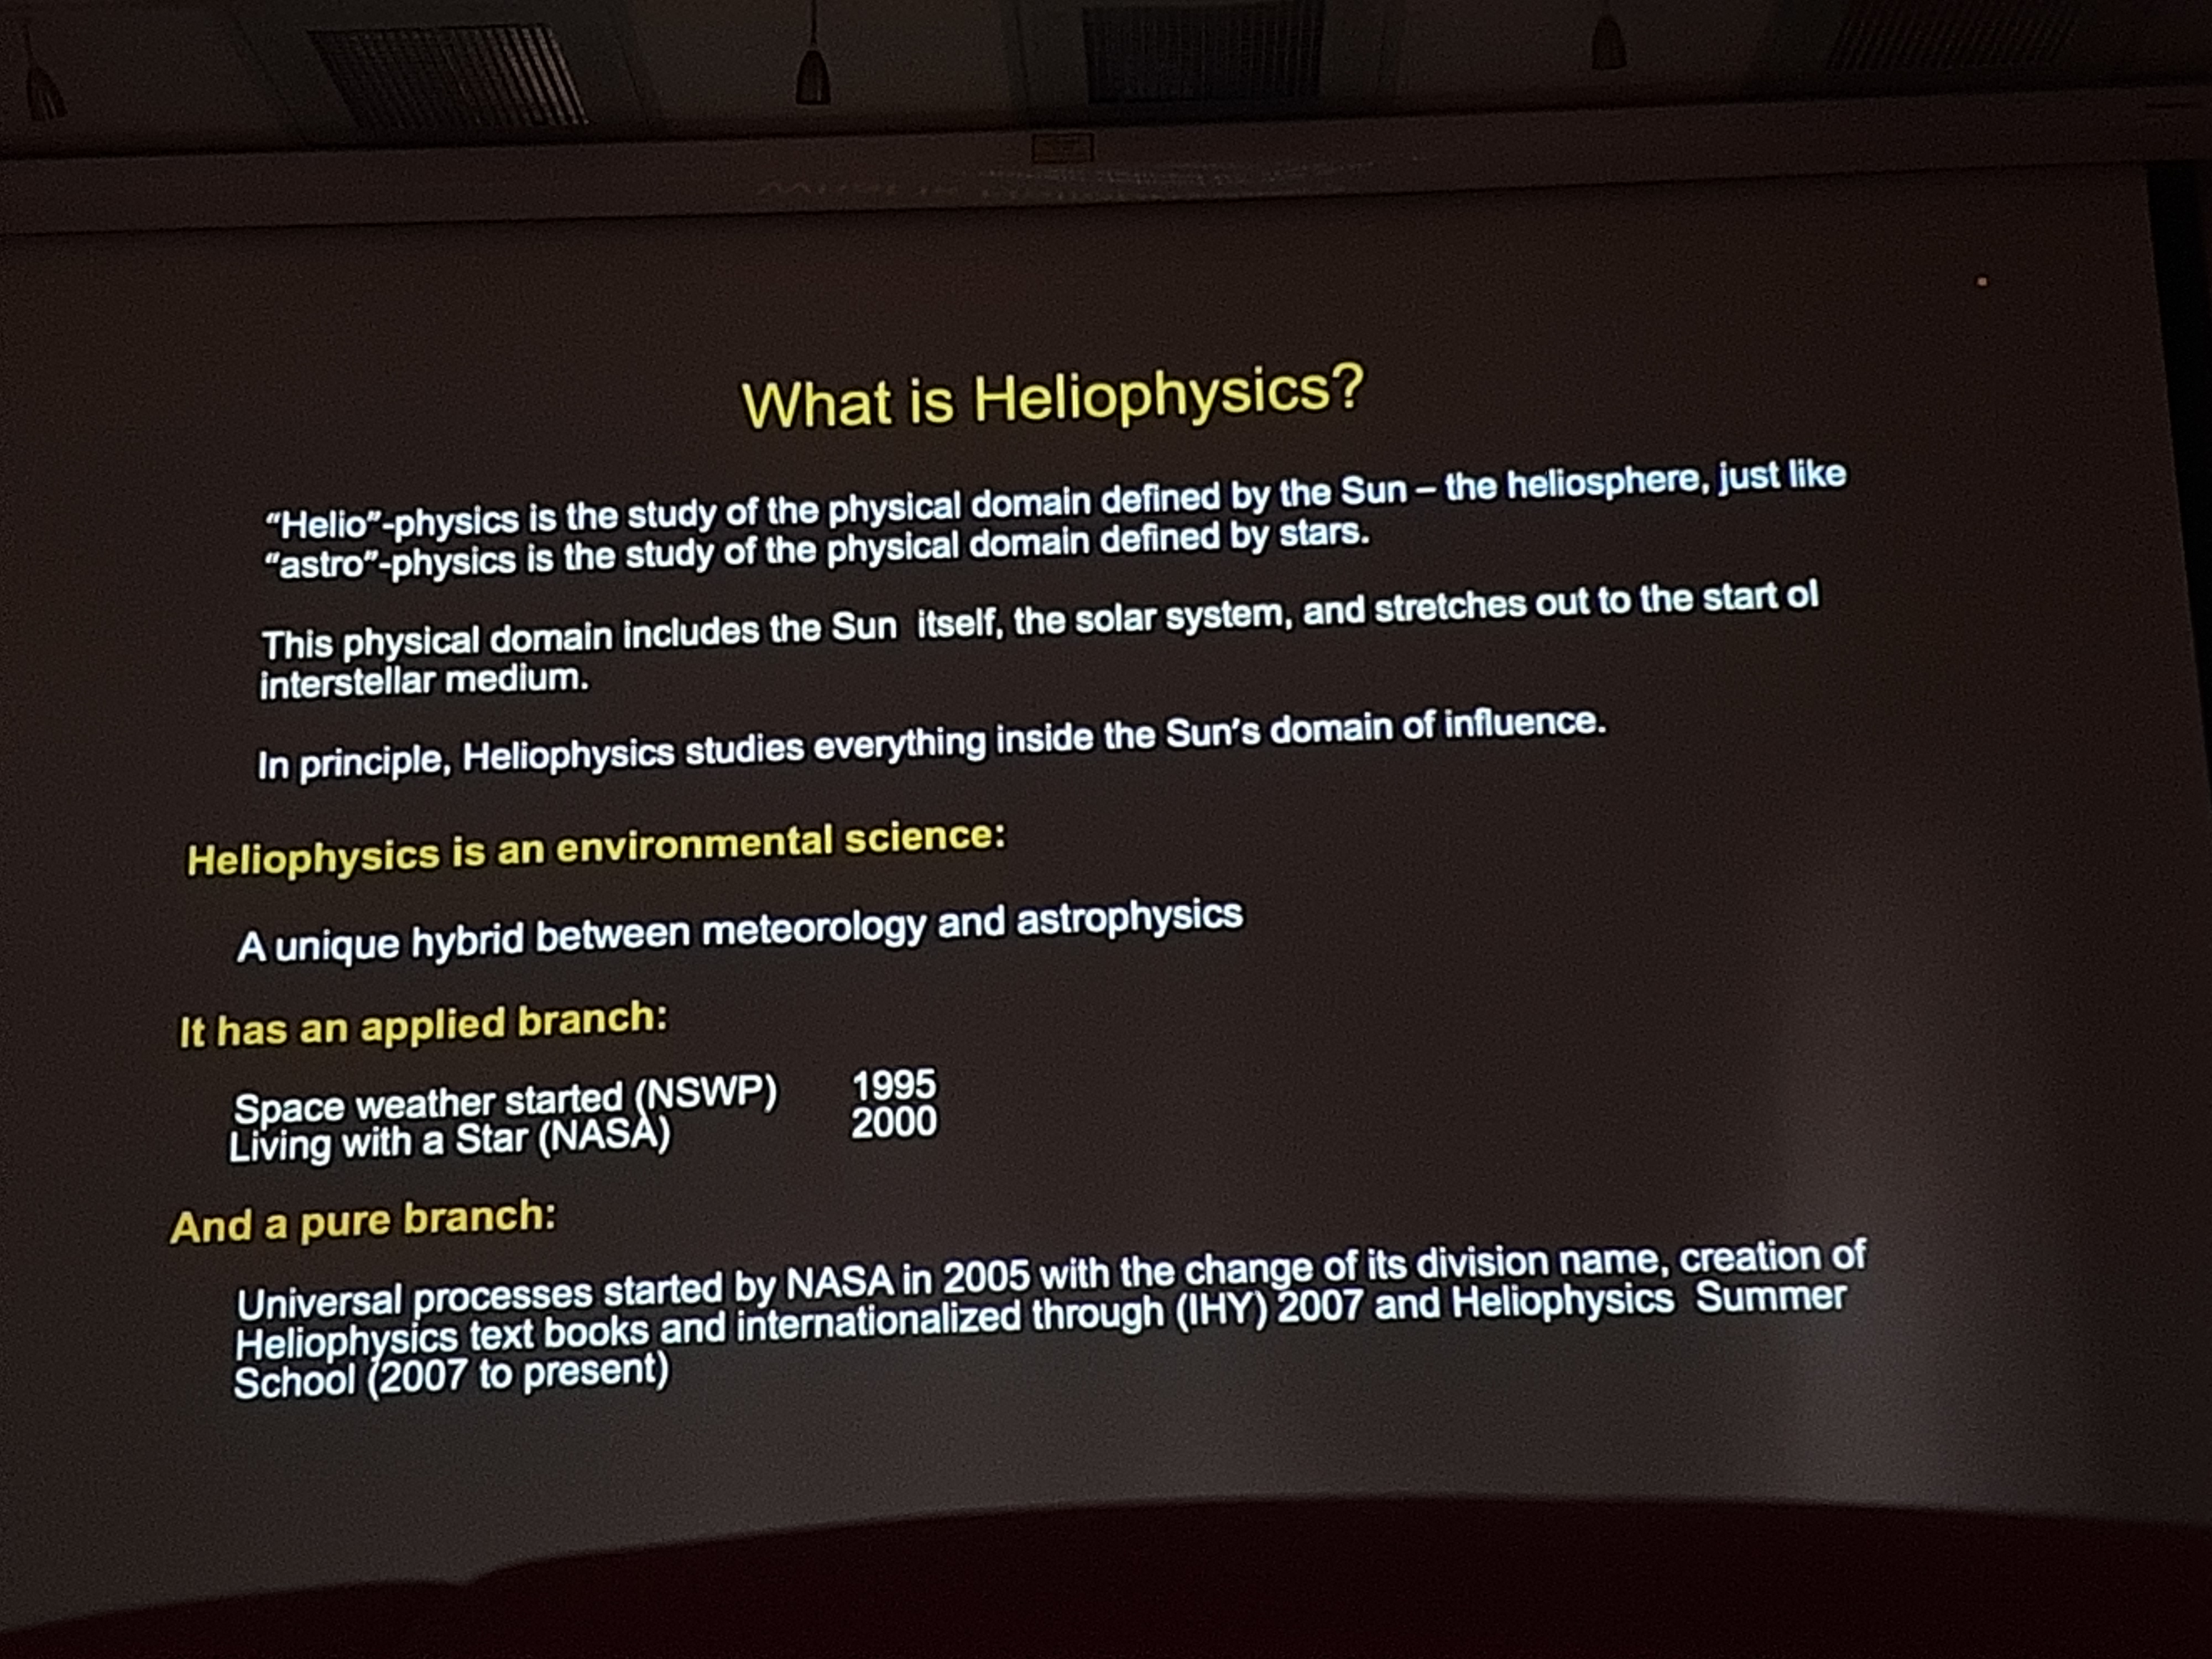 What is Heliophysics?
“Helio”-physics is the study of the physical domain defined by the Sun – the heliosphere, just like
“astro”-physics is the study of the physical domain defined by stars.
This physical domain includes the Sun itself, the solar system, and stretches out to the start of
interstellar medium.
In principle, Heliophysics studies everything inside the Sun’s domain of influence.
Heliophysics is an environmental science:
A unique hybrid between meteorology and astrophysics
It has an applied branch:
Space weather started (NSWP) 1995
Living with a Star (NASA) 2000
And a pure branch:
Universal processes started by NASA in 2005 with the change of its division name, creation of
Heliophysics text books and internationalized through (IHY) 2007 and Heliophysics Summer
School (2007 to present)